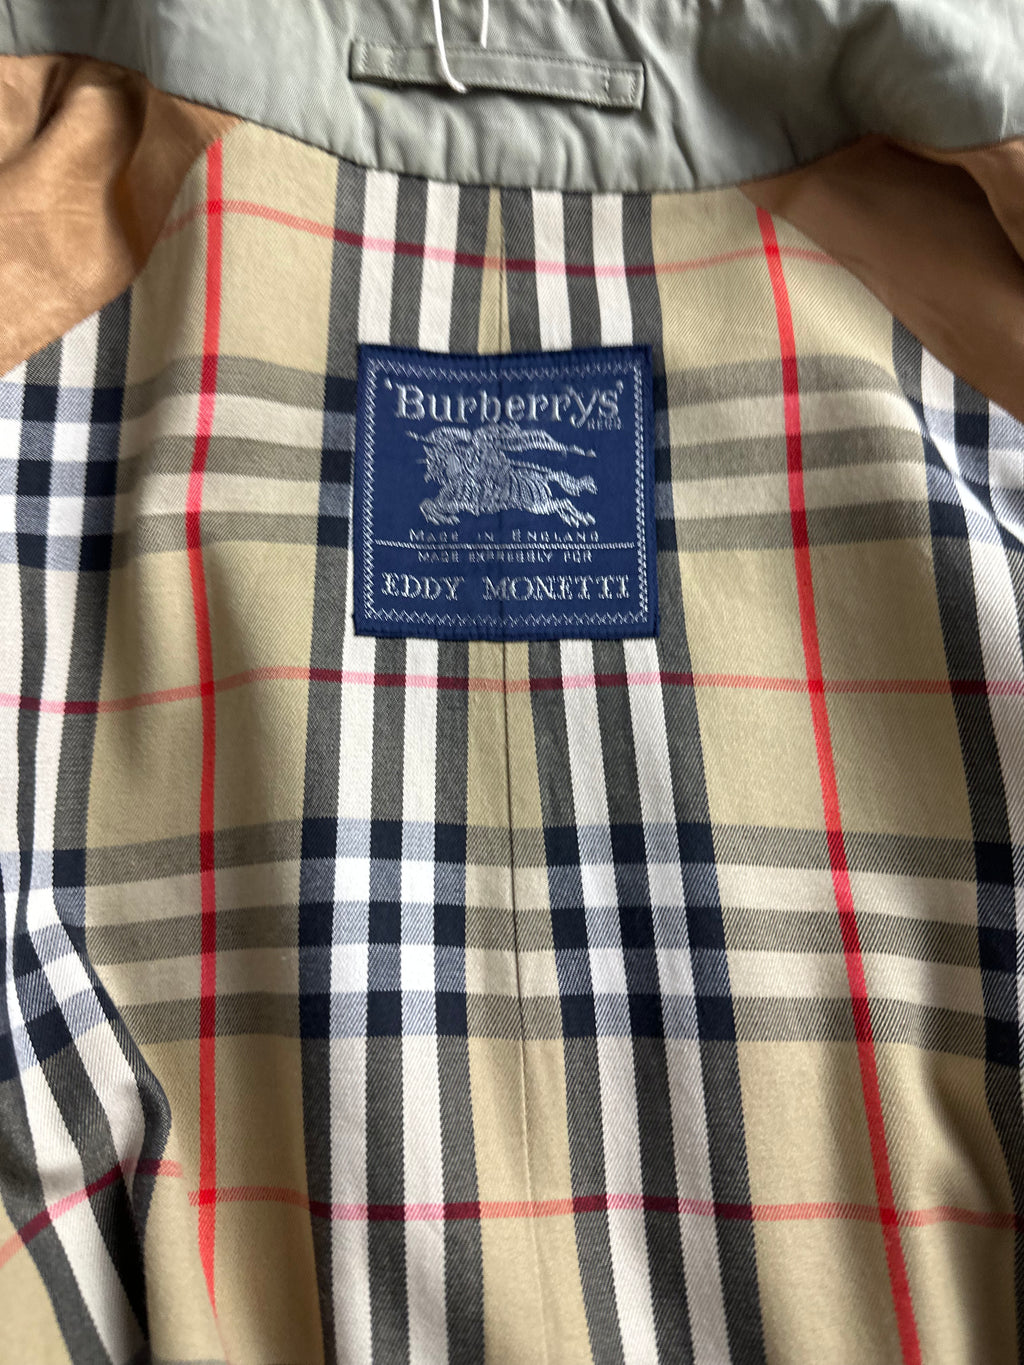 'Burberrys'
REGD
MADE IN ENGLAND
MADE EXPRESSLY FOR
EDDY MONETTI